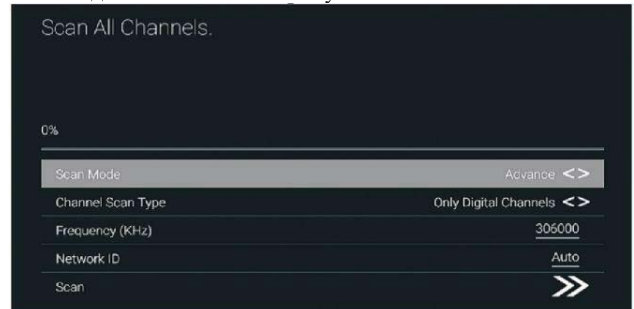 Scan All Channels.
0%
Scan Mode Advance <>
Channel Scan Type Only Digital Channels <>
Frequency (KHz) 306000
Network ID Auto
Scan >>